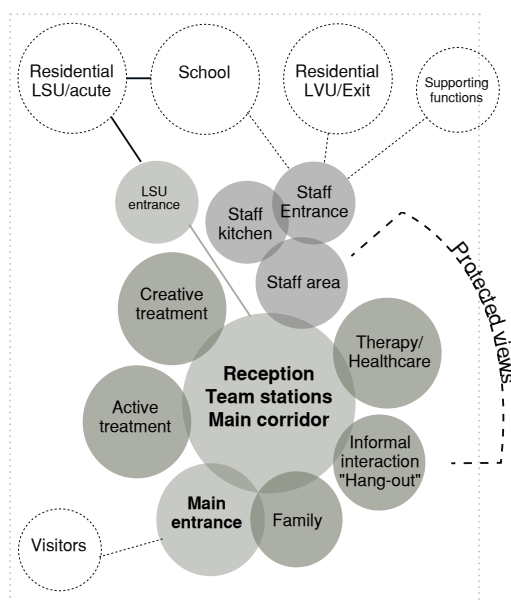 Residential
LSU/acute
School
Residential
LVU/Exit
Supporting
functions
LSU
entrance
Staff
kitchen
Staff
Entrance
Staff area
Protected views
Creative
treatment
Therapy/
Healthcare
Reception
Team stations
Main corridor
Active
treatment
Informal
interaction
"Hang-out"
Main
entrance
Family
Visitors